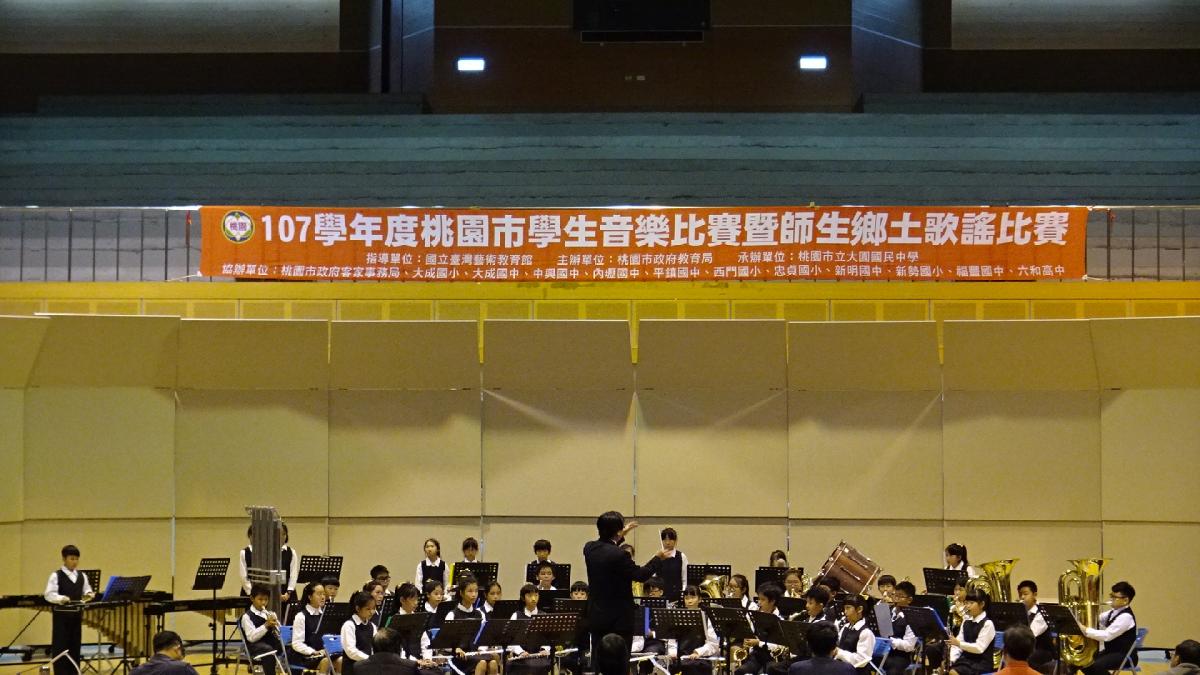 桃園
107學年度桃園市學生音樂比賽暨師生鄉土歌謠比賽
指導單位:國立臺灣藝術教育館 主辦單位:桃園市政府教育局 承辦單位:桃園市立大園國民中學
協辦單位:桃園市政府客家事務局、大成國小、大成國中、中興國中、內壢國中、平鎮國中、西門國小、忠貞國小、新明國中、新勢國小、福豐國中、六和高中